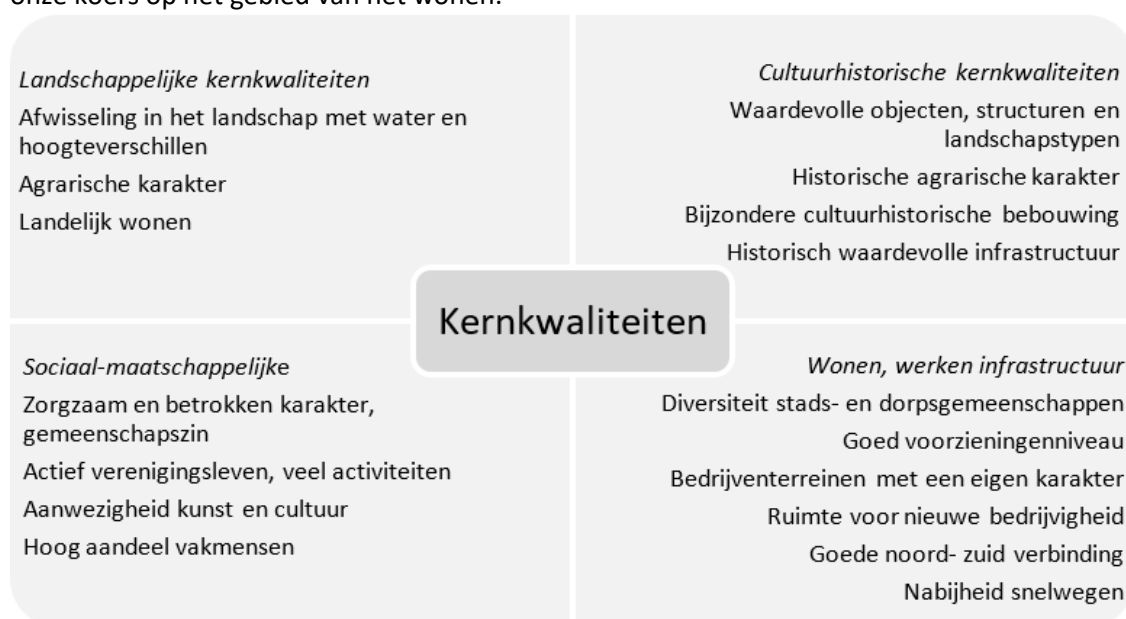 onze koers op het gebied van het wonen.
Landschappelijke kernkwaliteiten
Afwisseling in het landschap met water en
hoogteverschillen
Agrarische karakter
Landelijk wonen
Cultuurhistorische kernkwaliteiten
Waardevolle objecten, structuren en
landschapstypen
Historische agrarische karakter
Bijzondere cultuurhistorische bebouwing
Historisch waardevolle infrastructuur
Kernkwaliteiten
Sociaal-maatschappelijke
Zorgzaam en betrokken karakter,
gemeenschapszin
Actief verenigingsleven, veel activiteiten
Aanwezigheid kunst en cultuur
Hoog aandeel vakmensen
Wonen, werken infrastructuur
Diversiteit stads- en dorpsgemeenschappen
Goed voorzieningenniveau
Bedrijventerreinen met een eigen karakter
Ruimte voor nieuwe bedrijvigheid
Goede noord- zuid verbinding
Nabijheid snelwegen